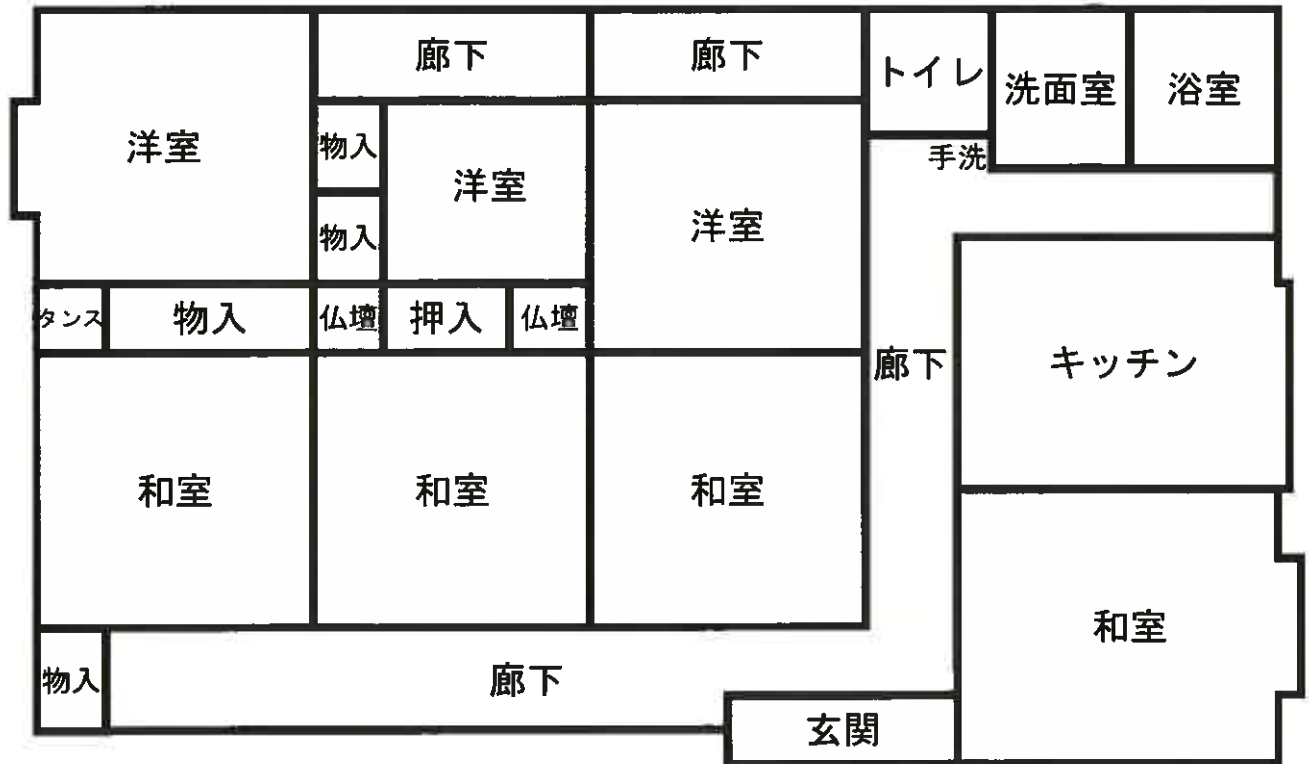 廊下
廊下
トイレ
洗面室
浴室
洋室
物入
洋室
手洗
物入
洋室
タンス
物入
仏壇
押入
仏壇
廊下
キッチン
和室
和室
和室
和室
物入
廊下
玄関